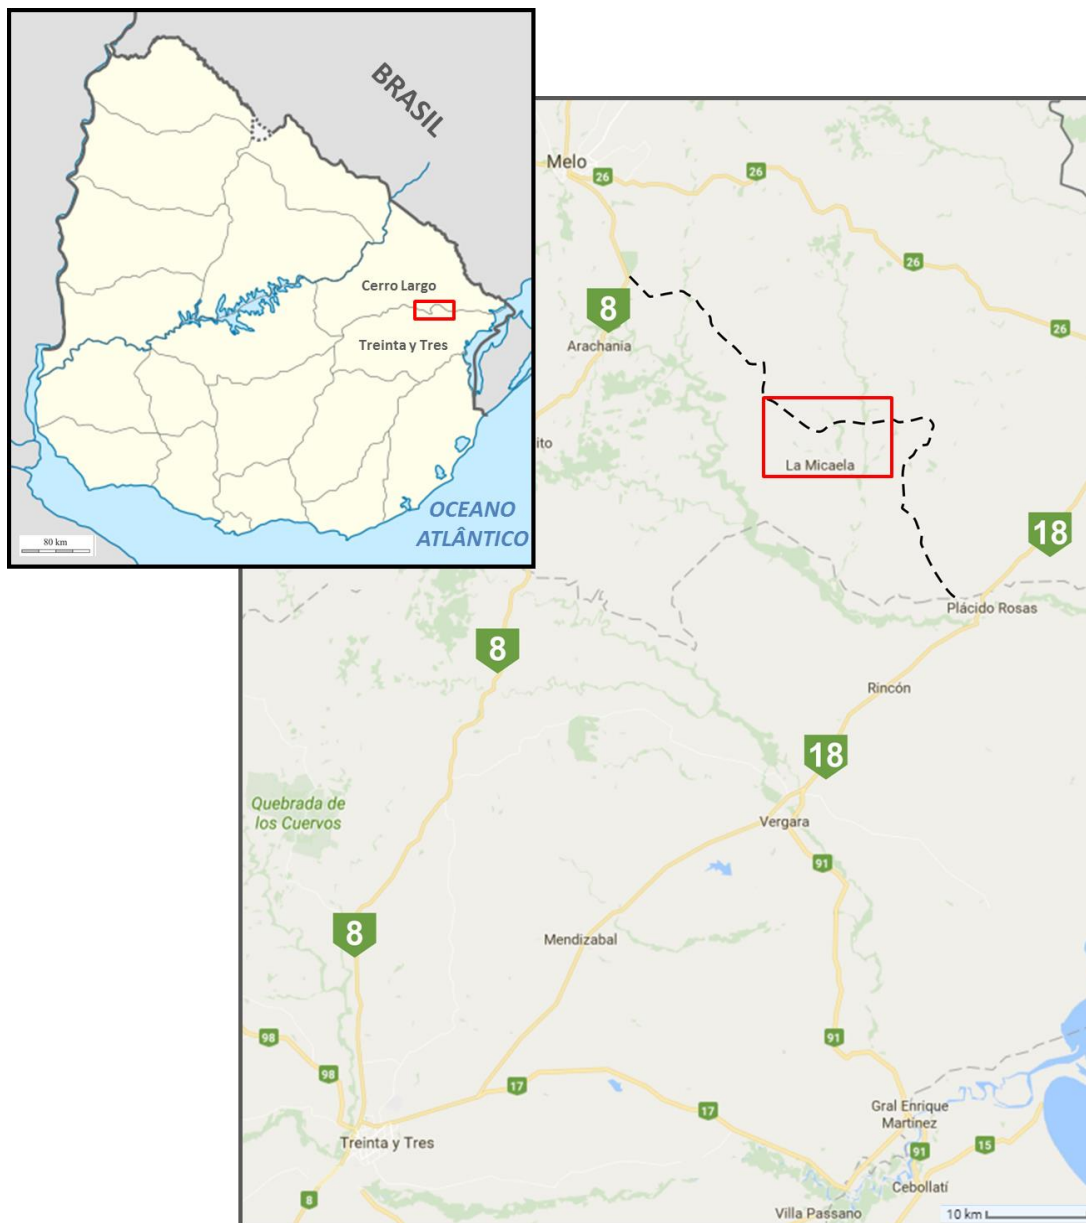 BRASIL
Cerro Largo
Treinta y Tres
OCEANO
ATLÂNTICO
80 km
Melo
26
26
26
26
8
Arachania
ito
La Micaela
18
Plácido Rosas
8
Rincón
18
Quebrada de
los Cuervos
Vergara
91
8
Mendizabal
98
91
98
17
17
Gral Enrique
Martinez
Treinta y Tres
15
91
Cebollatí
8
Villa Passano
10 km